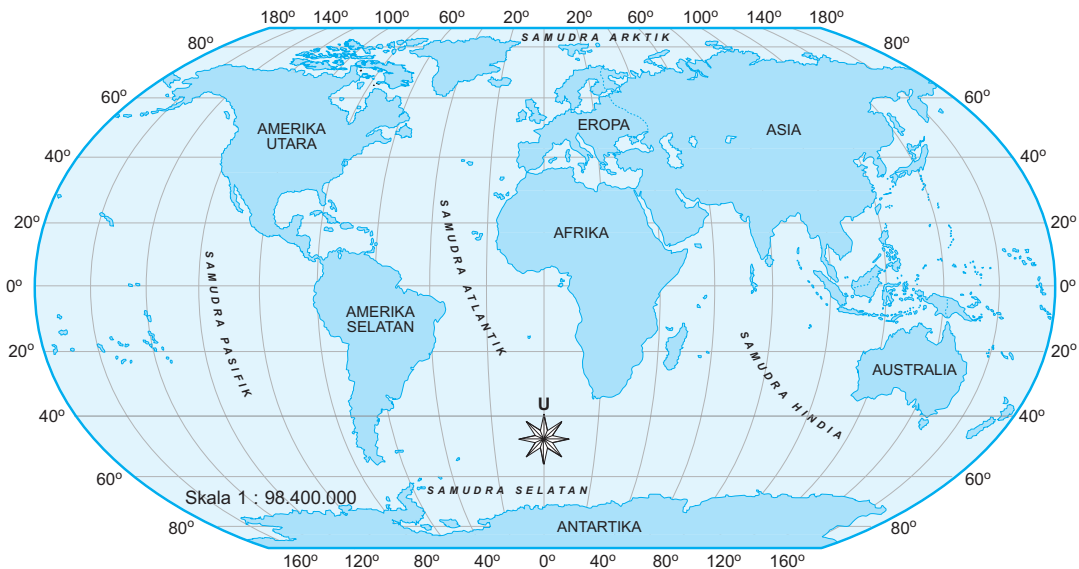 180º 140º 100º 60º 20º 20º 60º 100º 140º 180º
SAMUDRA ARKTIK
80º 80º
60º 60º
AMERIKA
UTARA
EROPA
ASIA
40º 40º
SAMUDRA ATLANTIK
20º 20º
AFRIKA
SAMUDRA PASIFIK
0º 0º
AMERIKA
SELATAN
SAMUDRA HINDIA
20º 20º
AUSTRALIA
U
40º 40º
60º 60º
SAMUDRA SELATAN
Skala 1 : 98.400.000
80º 80º
ANTARTIKA
160º 120º 80º 40º 0º 40º 80º 120º 160º